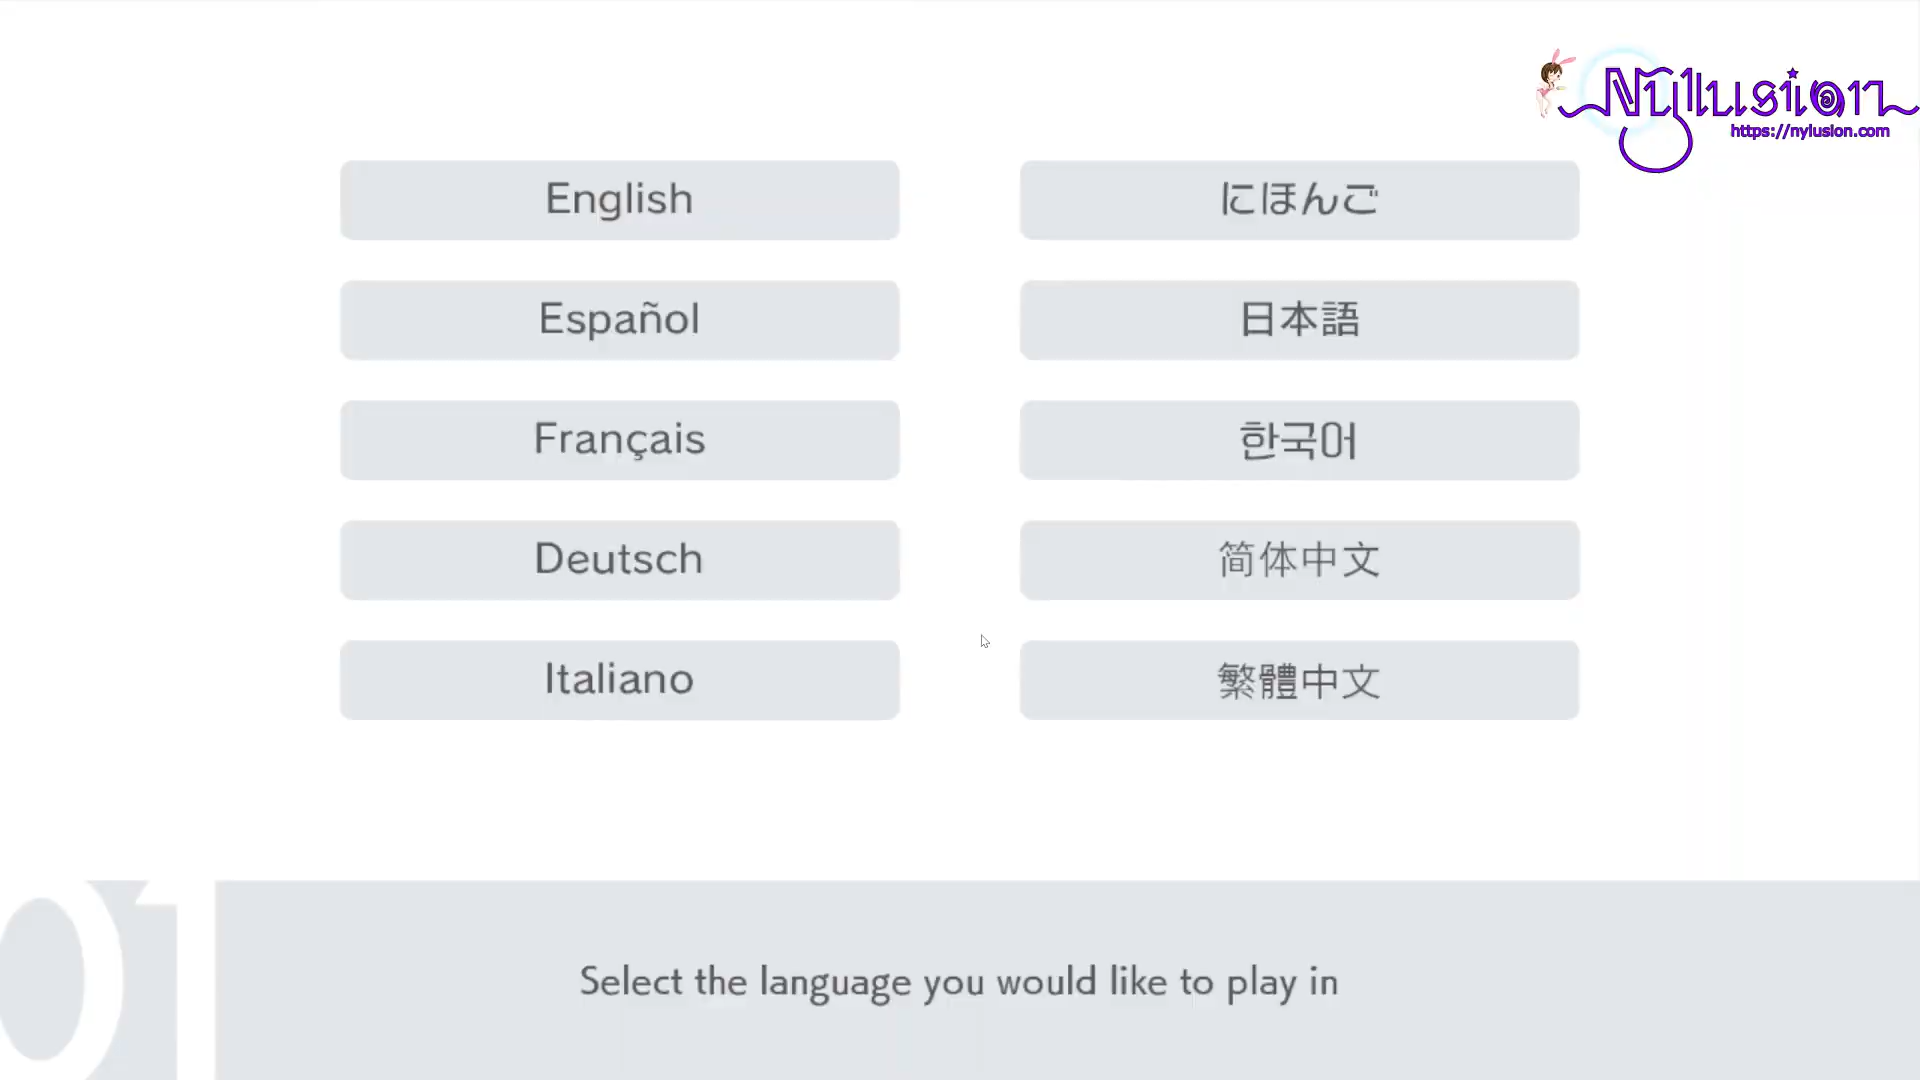 Nylusion
https://nylusion.com
English
にほんご
Español
日本語
Français
한국어
Deutsch
简体中文
Italiano
繁體中文
01
Select the language you would like to play in